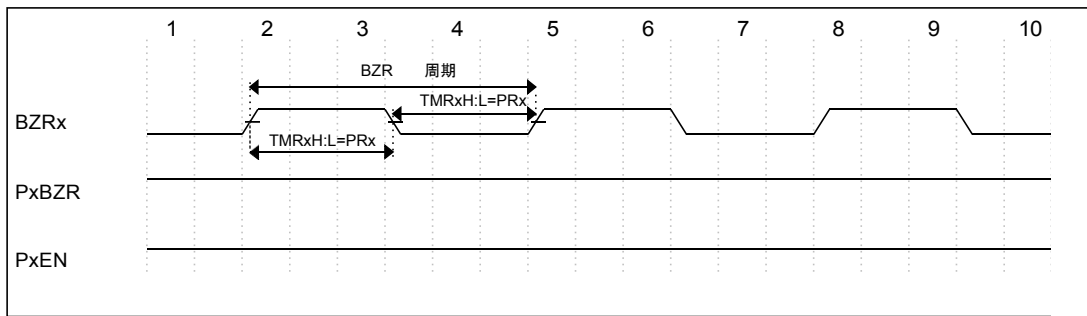 1 2 3 4 5 6 7 8 9 10
BZR 周期
TMRxH:L=PRx
BZRx
TMRxH:L=PRx
PxBZR
PxEN